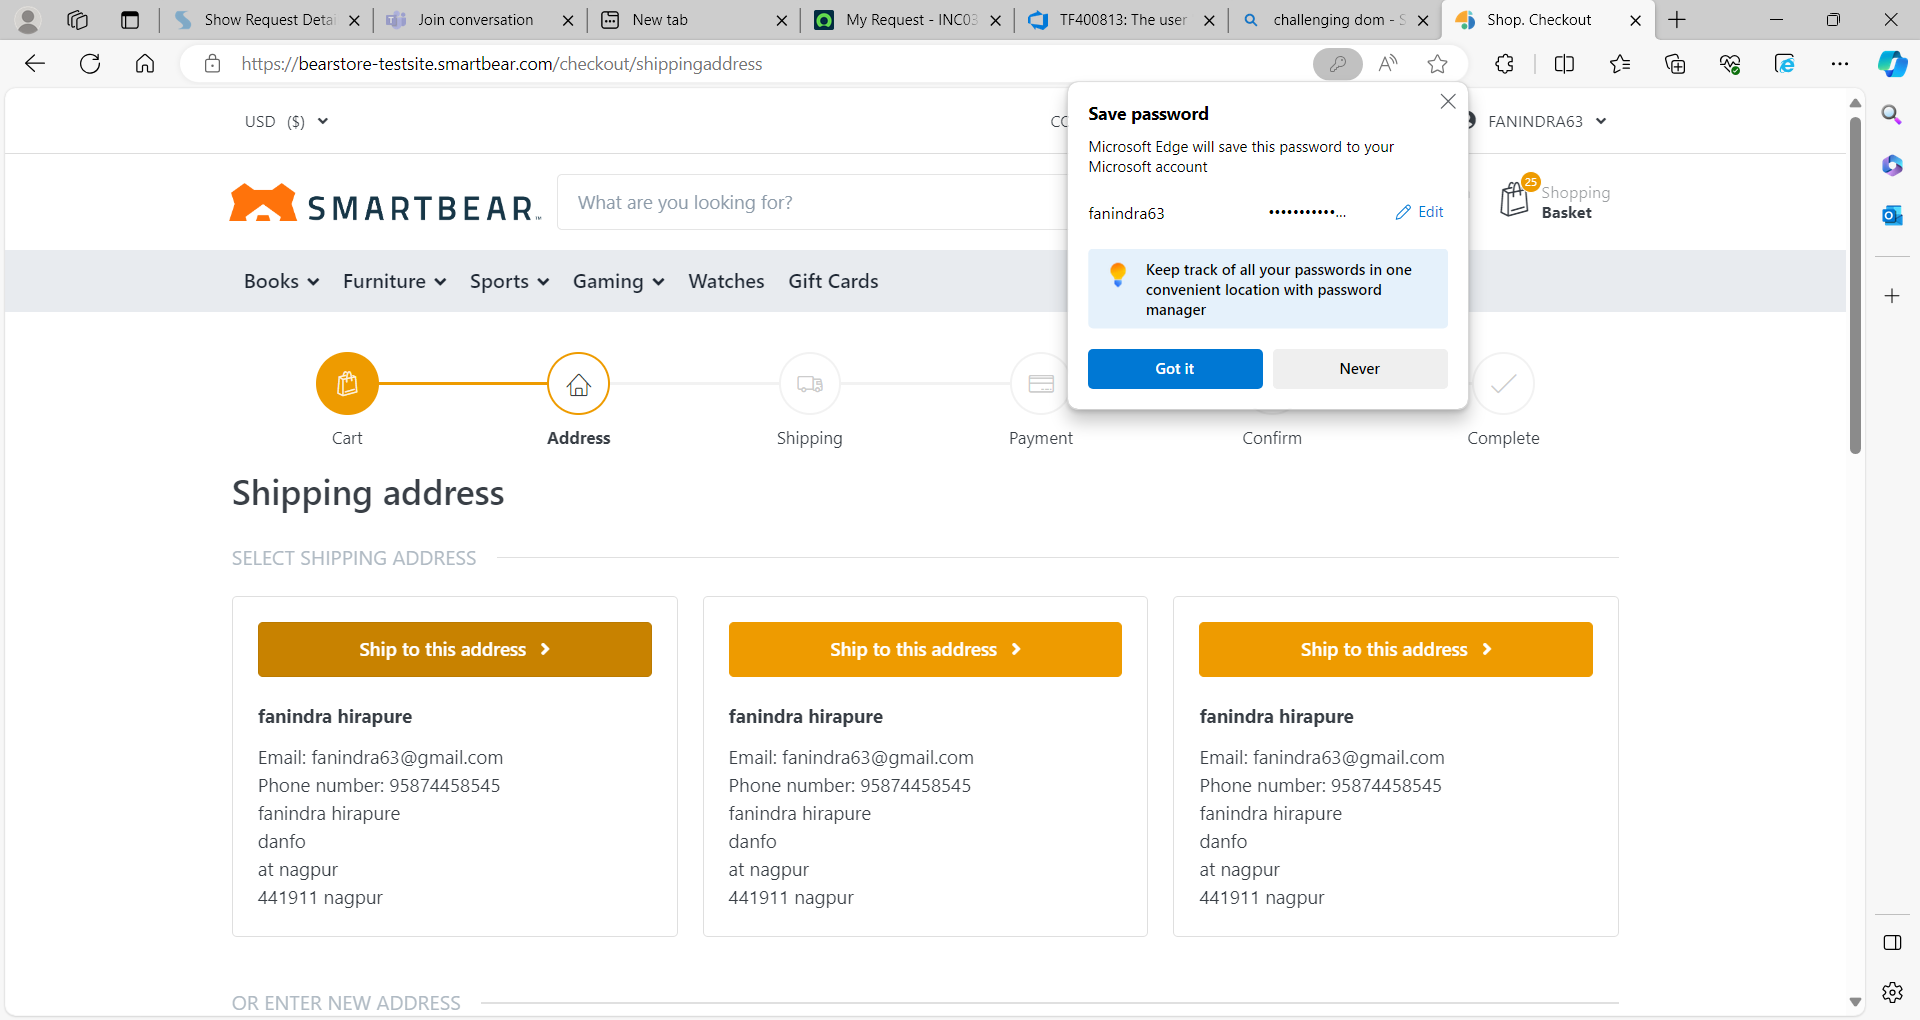 Show Request Detai
Join conversation
New tab
My Request - INC03
TF400813: The user
challenging dom - S
Shop. Checkout
https://bearstore-testsite.smartbear.com/checkout/shippingaddress
USD ($)
CO
FANINDRA63
SMARTBEAR
What are you looking for?
25
Shopping
Basket
Save password
Microsoft Edge will save this password to your
Microsoft account
fanindra63
••••••••••••...
Edit
Keep track of all your passwords in one
convenient location with password
manager
Got it
Never
Books
Furniture
Sports
Gaming
Watches
Gift Cards
Cart
Address
Shipping
Payment
Confirm
Complete
Shipping address
SELECT SHIPPING ADDRESS
Ship to this address
fanindra hirapure
Email: fanindra63@gmail.com
Phone number: 95874458545
fanindra hirapure
danfo
at nagpur
441911 nagpur
Ship to this address
fanindra hirapure
Email: fanindra63@gmail.com
Phone number: 95874458545
fanindra hirapure
danfo
at nagpur
441911 nagpur
Ship to this address
fanindra hirapure
Email: fanindra63@gmail.com
Phone number: 95874458545
fanindra hirapure
danfo
at nagpur
441911 nagpur
OR ENTER NEW ADDRESS